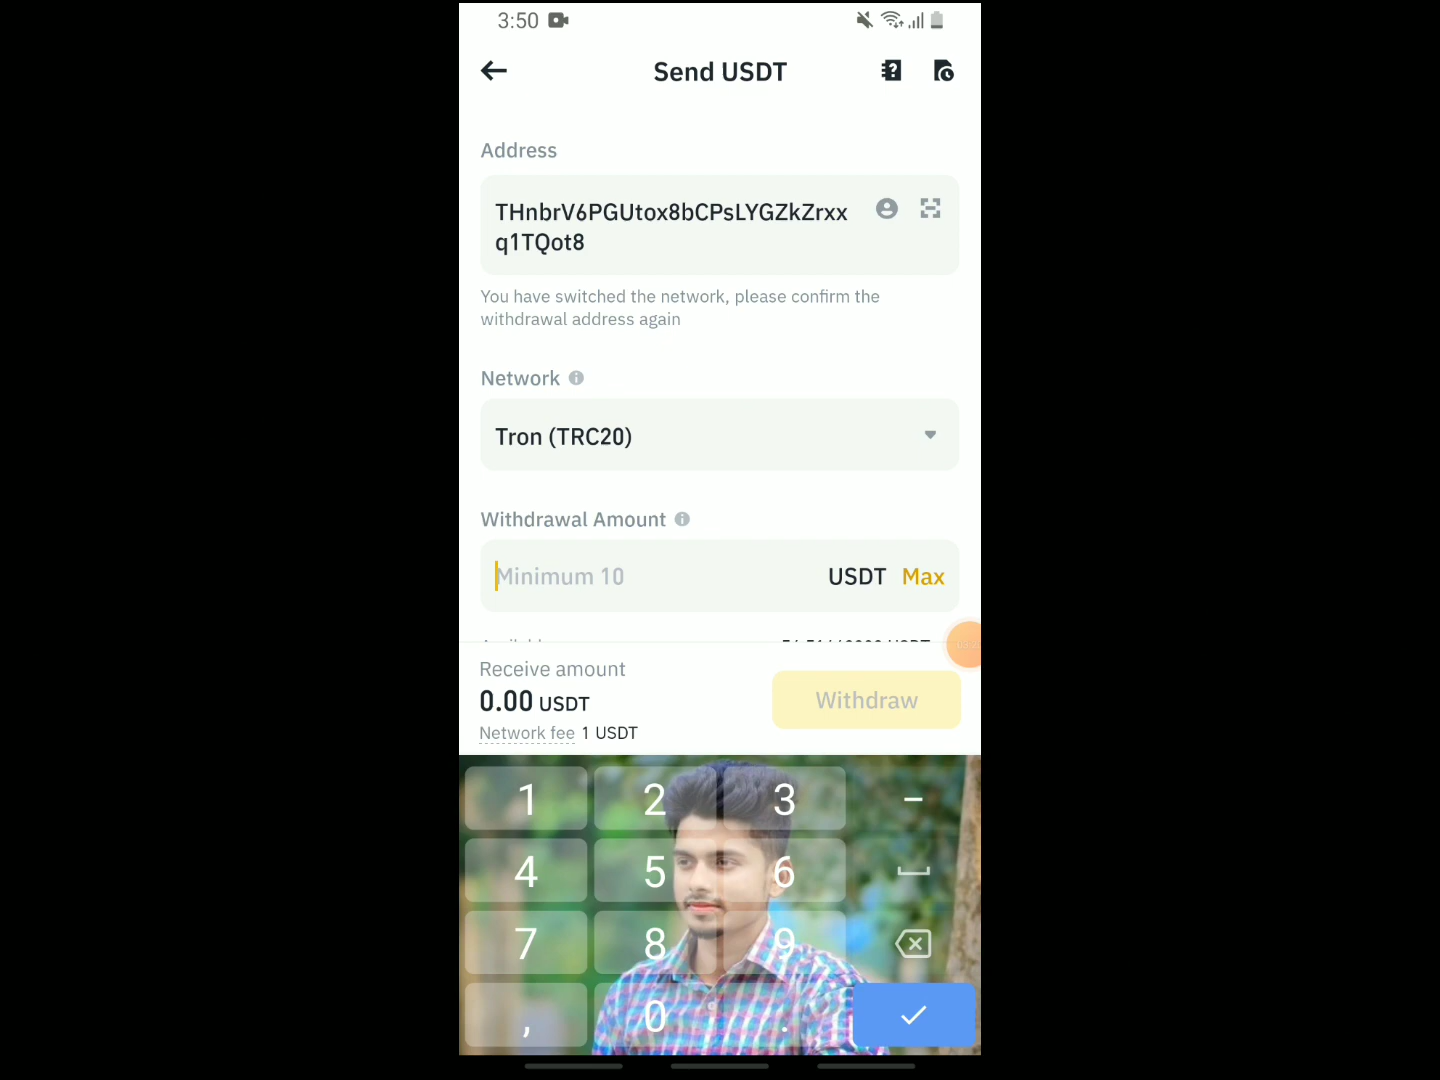 3:50
Send USDT
Address
THnbrV6PGUtox8bCPsLYGZkZrxx
q1TQot8
You have switched the network, please confirm the
withdrawal address again
Network
Tron (TRC20)
Withdrawal Amount
Minimum 10 USDT Max
USDT
Receive amount
0.00 USDT
Withdraw
Network fee 1 USDT
1 2 3 -
4 5 6
7 8 9
, 0 .